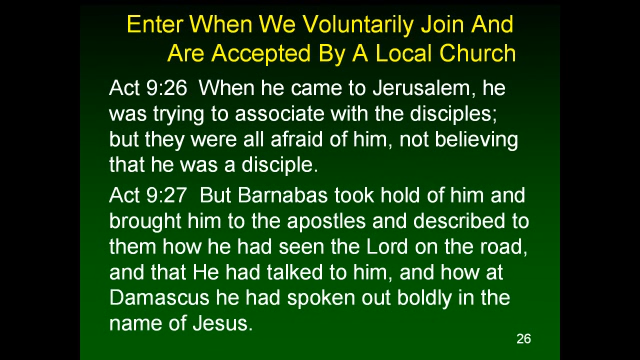 Enter When We Voluntarily Join And
Are Accepted By A Local Church
Act 9:26 When he came to Jerusalem, he
was trying to associate with the disciples;
but they were all afraid of him, not believing
that he was a disciple.
Act 9:27 But Barnabas took hold of him and
brought him to the apostles and described to
them how he had seen the Lord on the road,
and that He had talked to him, and how at
Damascus he had spoken out boldly in the
name of Jesus.
26